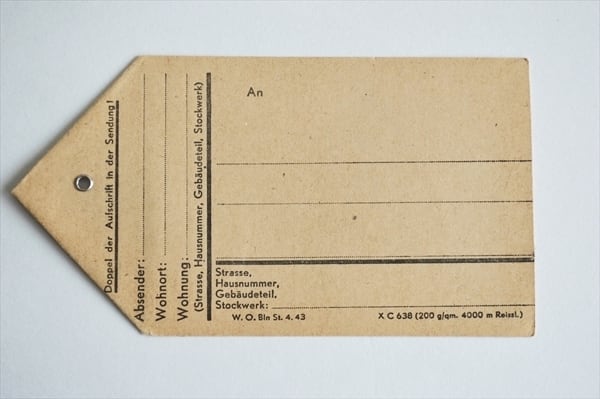 Doppel der Aufschrift in der Sendung!
Absender:
Wohnort:
Wohnung:
(Strasse, Hausnummer, Gebäudeteil, Stockwerk)
An
Strasse,
Hausnummer,
Gebäudeteil,
Stockwerk:
W. O. Bln St. 4. 43
X C 638 (200 g/qm. 4000 m Reissl.)